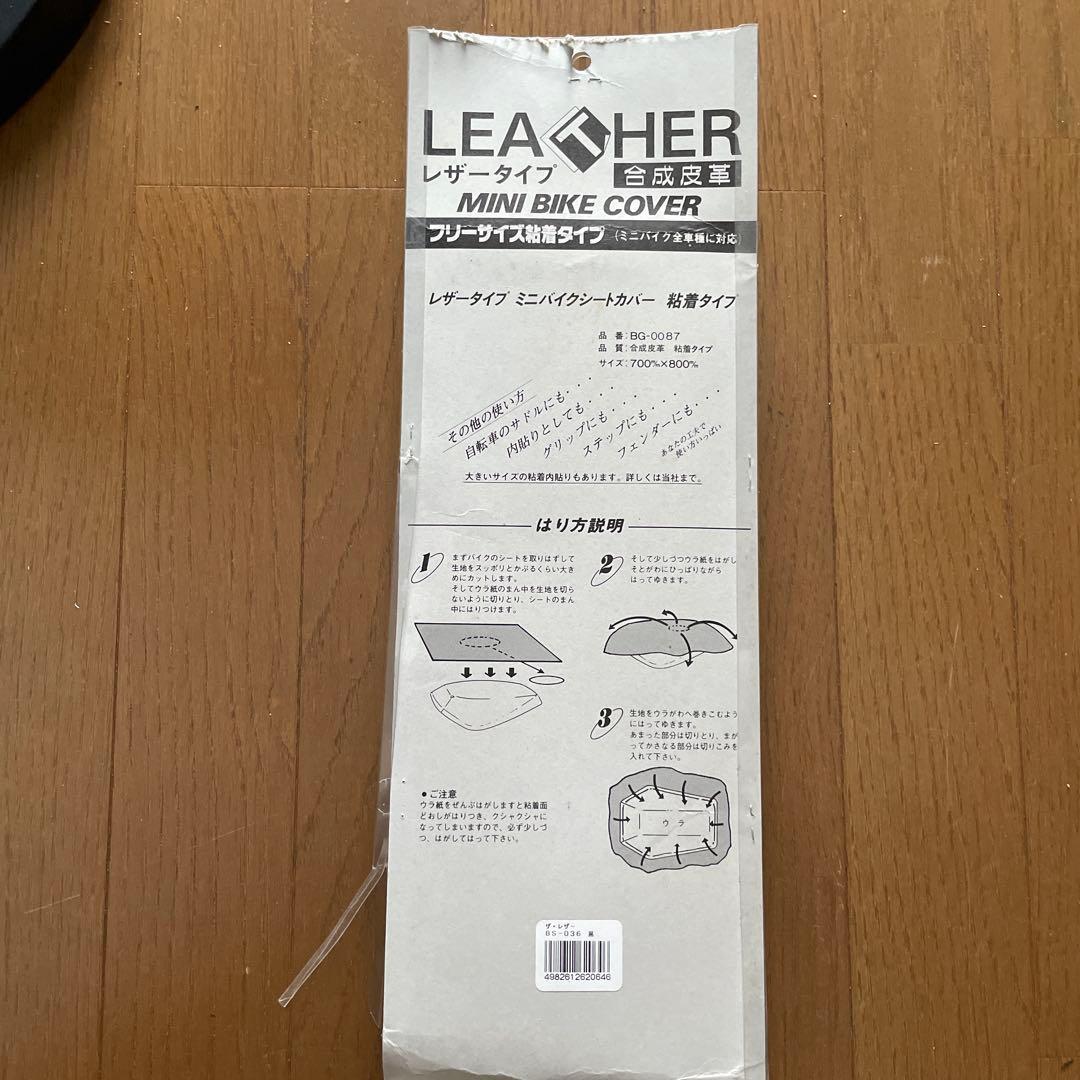 LEATHER
レザータイプ 合成皮革
MINI BIKE COVER
フリーサイズ粘着タイプ (ミニバイク全車種に対応)
レザータイプ ミニバイクシートカバー 粘着タイプ
品 番:BG-0087
品 質:合成皮革 粘着タイプ
サイズ:700㎜×800㎜
その他の使い方
自転車のサドルにも・・・
内貼りとしても・・・
グリップにも・・・
ステップにも・・・
フェンダーにも・・・
あなたの工夫で
使い方いっぱい
大きいサイズの粘着内貼りもあります。詳しくは当社まで。
はり方説明
1
まずバイクのシートを取りはずして
生地をスッポリとかぶるくらい大き
めにカットします。
そしてウラ紙のまん中を生地を切ら
ないように切りとり、シートのまん
中にはりつけます。
2
そして少しづつウラ紙をはがし
そとがわにひっぱりながら
はってゆきます。
3
生地をウラがわへ巻きこむよう
にはってゆきます。
あまった部分は切りとり、まが
ってかさなる部分は切りこみを
入れて下さい。
ウラ
●ご注意
ウラ紙をぜんぶはがしますと粘着面
どおしがはりつき、クシャクシャに
なってしまいますので、必ず少しづ
つ、はがしてはって下さい。
ザ・レザー
BS-036 黒
4982612620646